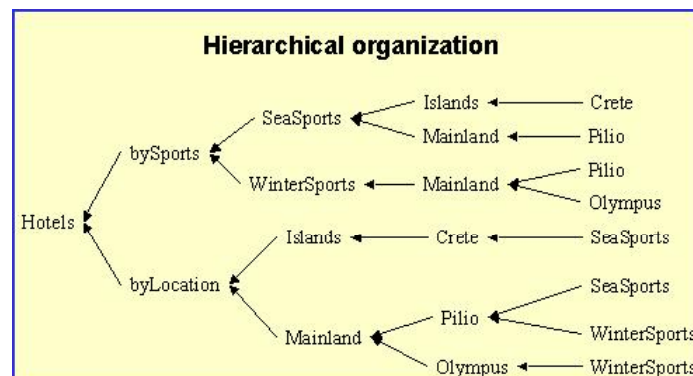 Hierarchical organization
Islands Crete
SeaSports
Mainland Pilio
bySports
Pilio
WinterSports Mainland
Olympus
Hotels
Islands Crete SeaSports
byLocation
SeaSports
Pilio
Mainland WinterSports
Olympus WinterSports